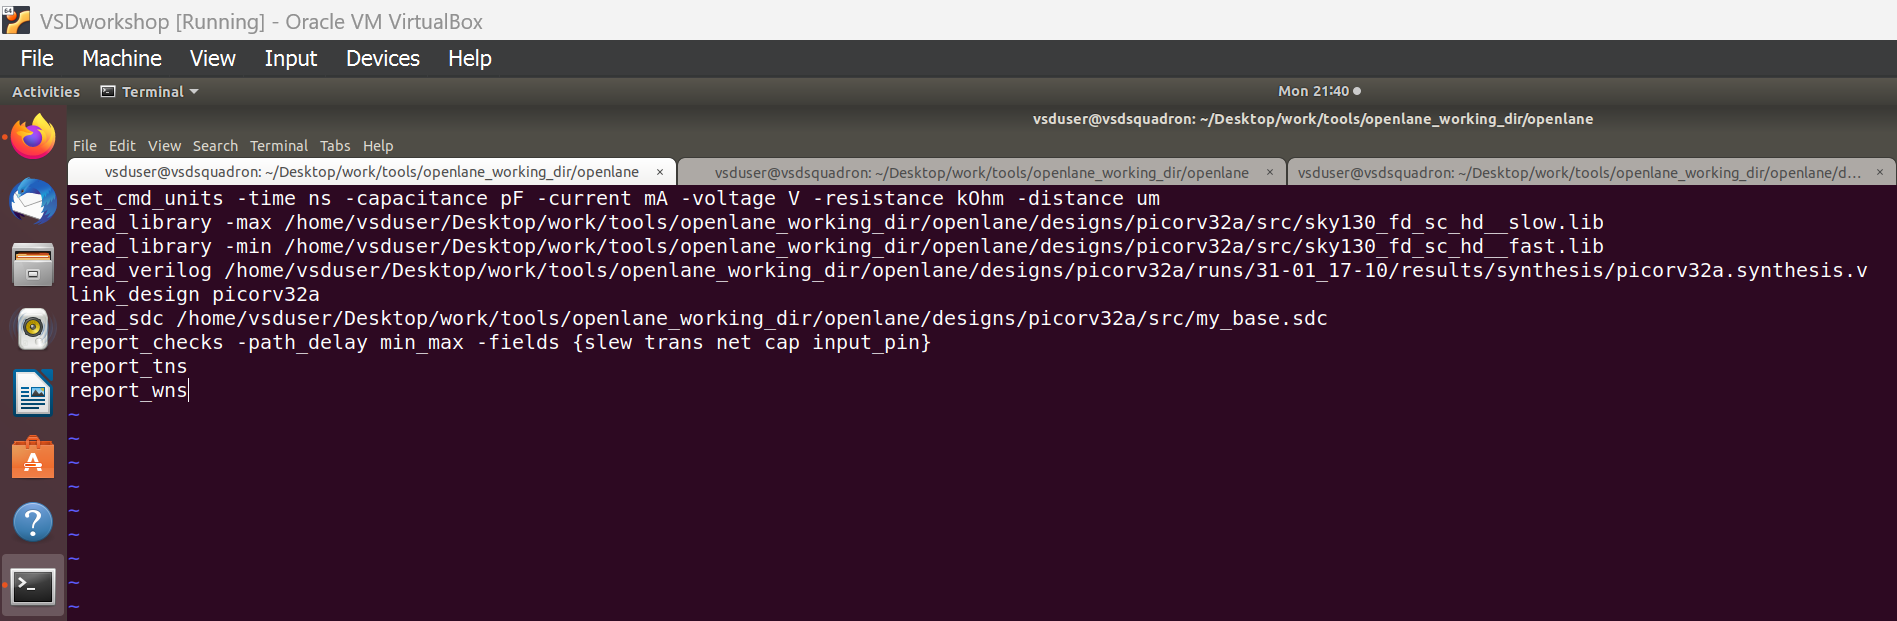 64
VSDworkshop [Running] - Oracle VM VirtualBox
File Machine View Input Devices Help
Activities Terminal Mon 21:40
vsduser@vsdsquadron: ~/Desktop/work/tools/openlane_working_dir/openlane
File Edit View Search Terminal Tabs Help
vsduser@vsdsquadron: ~/Desktop/work/tools/openlane_working_dir/openlane × vsduser@vsdsquadron: ~/Desktop/work/tools/openlane_working_dir/openlane × vsduser@vsdsquadron: ~/Desktop/work/tools/openlane_working_dir/openlane/d... ×
set_cmd_units -time ns -capacitance pF -current mA -voltage V -resistance kOhm -distance um
read_library -max /home/vsduser/Desktop/work/tools/openlane_working_dir/openlane/designs/picorv32a/src/sky130_fd_sc_hd__slow.lib
read_library -min /home/vsduser/Desktop/work/tools/openlane_working_dir/openlane/designs/picorv32a/src/sky130_fd_sc_hd__fast.lib
read_verilog /home/vsduser/Desktop/work/tools/openlane_working_dir/openlane/designs/picorv32a/runs/31-01_17-10/results/synthesis/picorv32a.synthesis.v
link_design picorv32a
read_sdc /home/vsduser/Desktop/work/tools/openlane_working_dir/openlane/designs/picorv32a/src/my_base.sdc
report_checks -path_delay min_max -fields {slew trans net cap input_pin}
report_tns
report_wns
~
~
~
~
~
~
~
~
~